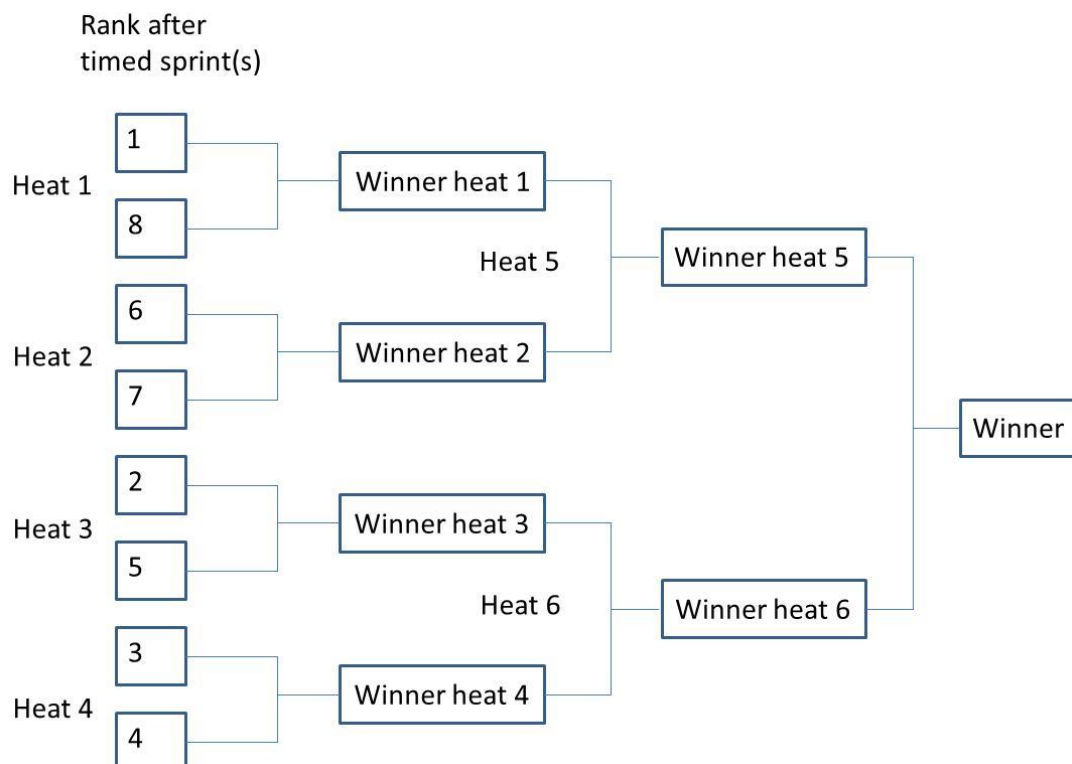 Rank after
timed sprint(s)
Heat 1
1
8
Heat 2
6
7
Heat 3
2
5
Heat 4
3
4
Winner heat 1
Winner heat 2
Winner heat 3
Winner heat 4
Heat 5
Heat 6
Winner heat 5
Winner heat 6
Winner